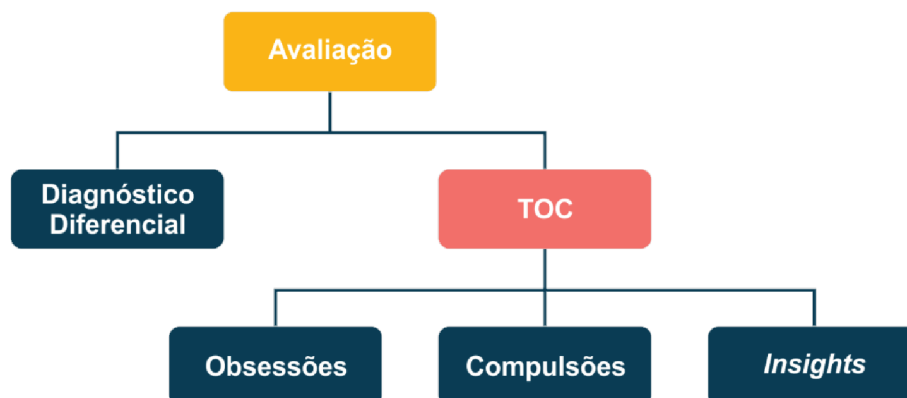 Avaliação
Diagnóstico
Diferencial
TOC
Obsessões
Compulsões
Insights